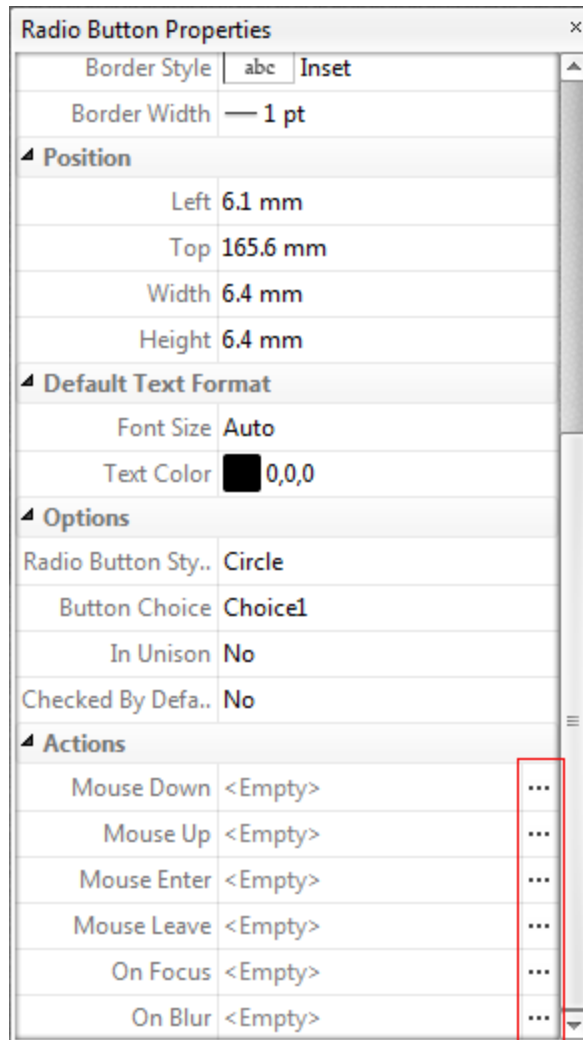 Radio Button Properties ×
Border Style abc Inset
Border Width 1 pt
Position
Left 6.1 mm
Top 165.6 mm
Width 6.4 mm
Height 6.4 mm
Default Text Format
Font Size Auto
Text Color 0,0,0
Options
Radio Button Sty.. Circle
Button Choice Choice1
In Unison No
Checked By Defa.. No
Actions
Mouse Down <Empty> ...
Mouse Up <Empty> ...
Mouse Enter <Empty> ...
Mouse Leave <Empty> ...
On Focus <Empty> ...
On Blur <Empty> ...